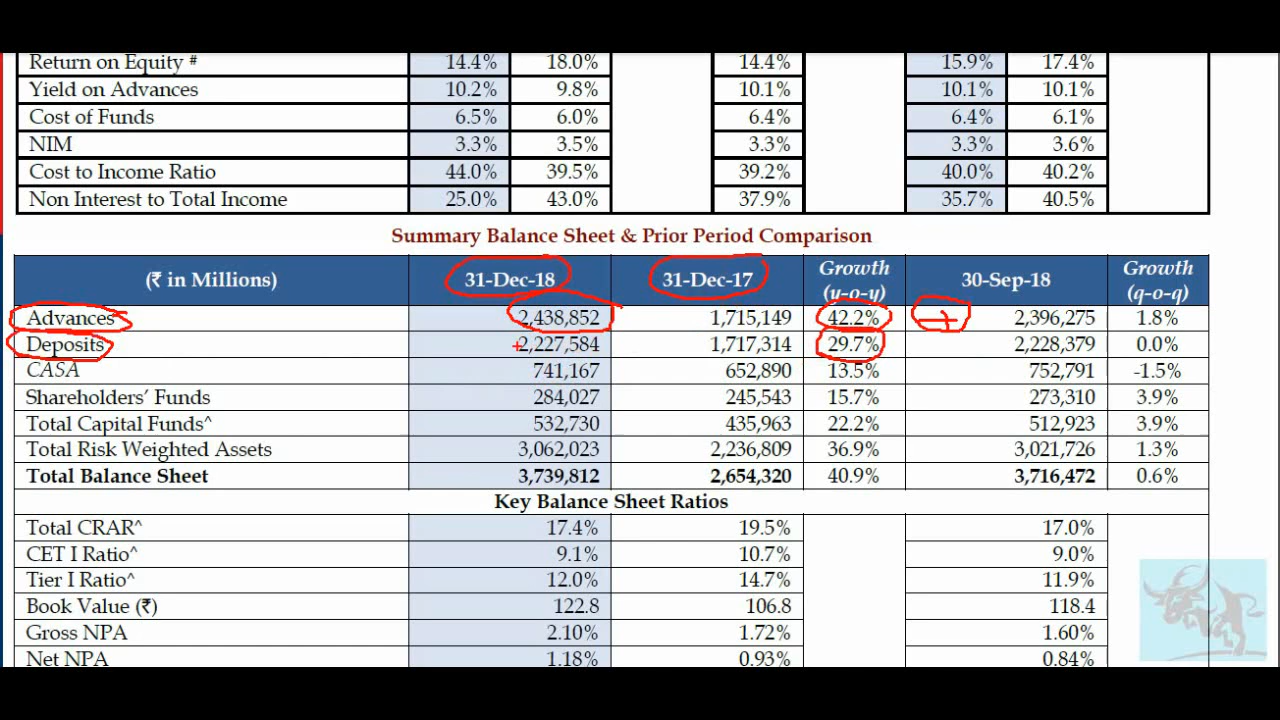 Return on Equity # 14.4% 18.0% 14.4% 15.9% 17.4%
Yield on Advances 10.2% 9.8% 10.1% 10.1% 10.1%
Cost of Funds 6.5% 6.0% 6.4% 6.4% 6.1%
NIM 3.3% 3.5% 3.3% 3.3% 3.6%
Cost to Income Ratio 44.0% 39.5% 39.2% 40.0% 40.2%
Non Interest to Total Income 25.0% 43.0% 37.9% 35.7% 40.5%
Summary Balance Sheet & Prior Period Comparison
(₹ in Millions) 31-Dec-18 31-Dec-17 Growth (y-o-y) 30-Sep-18 Growth (q-o-q)
Advances 2,438,852 1,715,149 42.2% 2,396,275 1.8%
Deposits 2,227,584 1,717,314 29.7% 2,228,379 0.0%
CASA 741,167 652,890 13.5% 752,791 -1.5%
Shareholders' Funds 284,027 245,543 15.7% 273,310 3.9%
Total Capital Funds^ 532,730 435,963 22.2% 512,923 3.9%
Total Risk Weighted Assets 3,062,023 2,236,809 36.9% 3,021,726 1.3%
Total Balance Sheet 3,739,812 2,654,320 40.9% 3,716,472 0.6%
Key Balance Sheet Ratios
Total CRAR^ 17.4% 19.5% 17.0%
CET I Ratio^ 9.1% 10.7% 9.0%
Tier I Ratio^ 12.0% 14.7% 11.9%
Book Value (₹) 122.8 106.8 118.4
Gross NPA 2.10% 1.72% 1.60%
Net NPA 1.18% 0.93% 0.84%